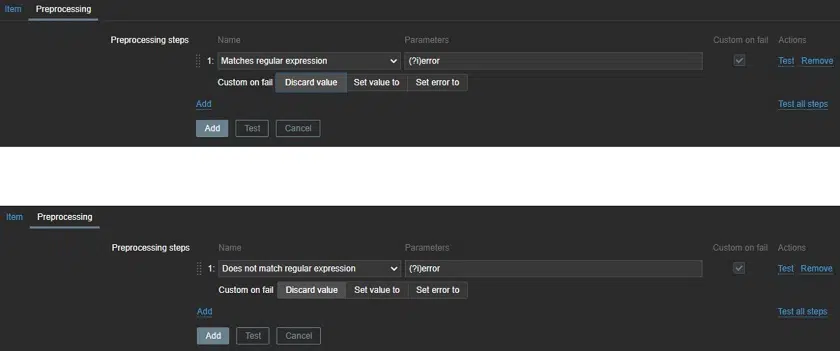 Item Preprocessing
Preprocessing steps Name Parameters Custom on fail Actions
1: Matches regular expression (?i)error Test Remove
Custom on fail Discard value Set value to Set error to
Add Test all steps
Add Test Cancel
Item Preprocessing
Preprocessing steps Name Parameters Custom on fail Actions
1: Does not match regular expression (?i)error Test Remove
Custom on fail Discard value Set value to Set error to
Add Test all steps
Add Test Cancel